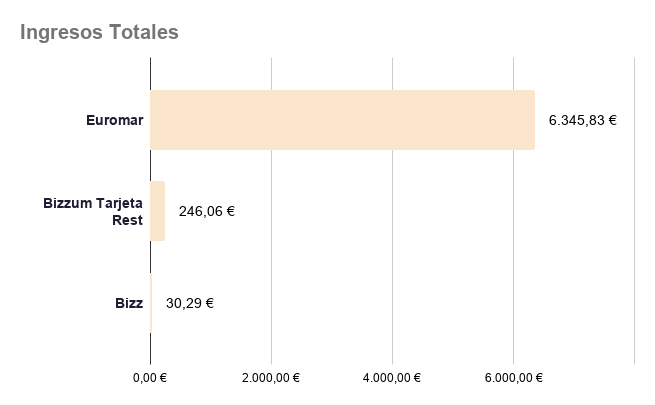 Ingresos Totales
Euromar
6.345,83 €
Bizzum Tarjeta
Rest
246,06 €
Bizz
30,29 €
0,00 €
2.000,00 €
4.000,00 €
6.000,00 €